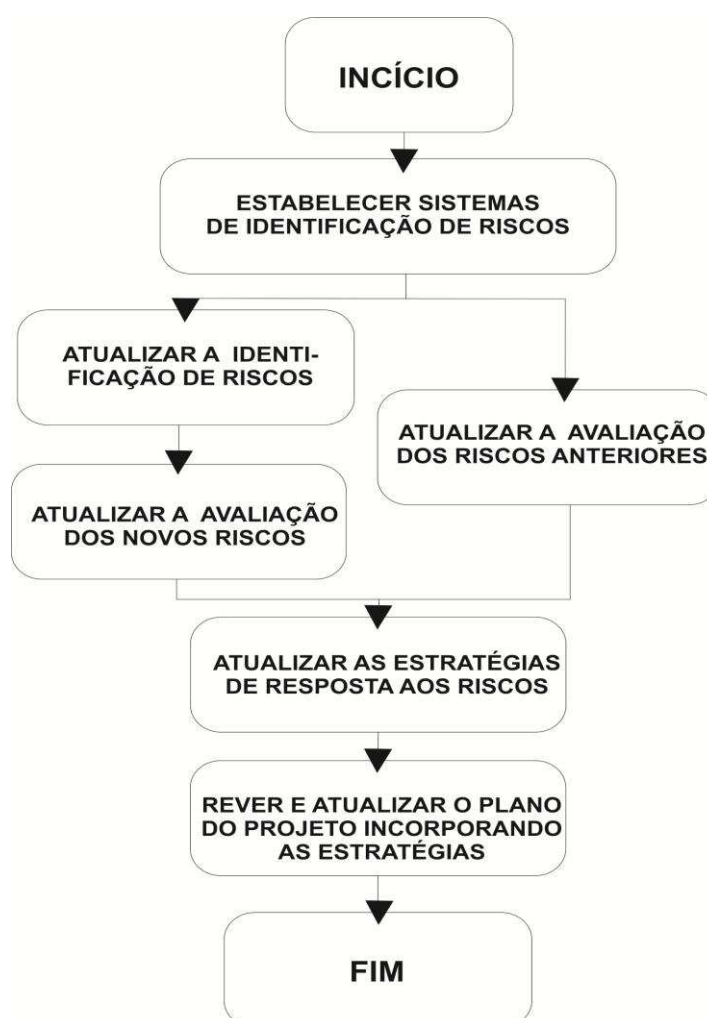 INCÍCIO
ESTABELECER SISTEMAS
DE IDENTIFICAÇÃO DE RISCOS
ATUALIZAR A IDENTI-
FICAÇÃO DE RISCOS
ATUALIZAR A AVALIAÇÃO
DOS RISCOS ANTERIORES
ATUALIZAR A AVALIAÇÃO
DOS NOVOS RISCOS
ATUALIZAR AS ESTRATÉGIAS
DE RESPOSTA AOS RISCOS
REVER E ATUALIZAR O PLANO
DO PROJETO INCORPORANDO
AS ESTRATÉGIAS
FIM